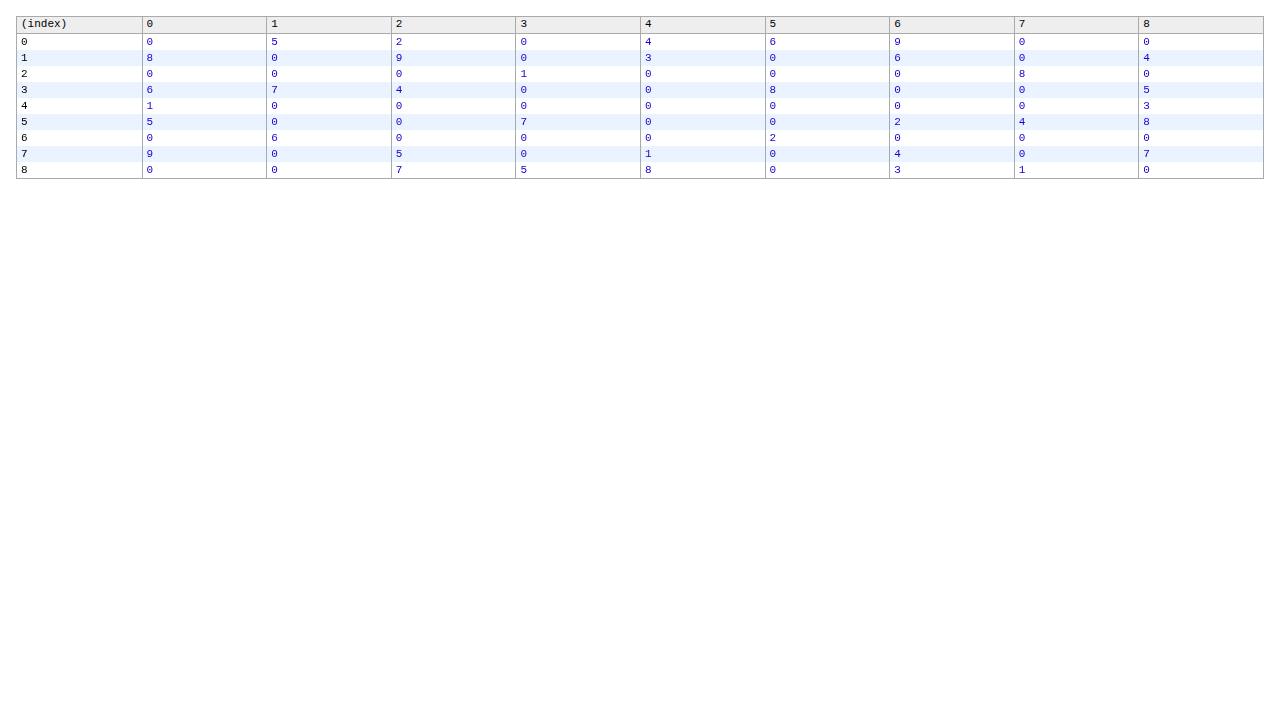 (index) 0 1 2 3 4 5 6 7 8
0 0 5 2 0 4 6 9 0 0
1 8 0 9 0 3 0 6 0 4
2 0 0 0 1 0 0 0 8 0
3 6 7 4 0 0 8 0 0 5
4 1 0 0 0 0 0 0 0 3
5 5 0 0 7 0 0 2 4 8
6 0 6 0 0 0 2 0 0 0
7 9 0 5 0 1 0 4 0 7
8 0 0 7 5 8 0 3 1 0